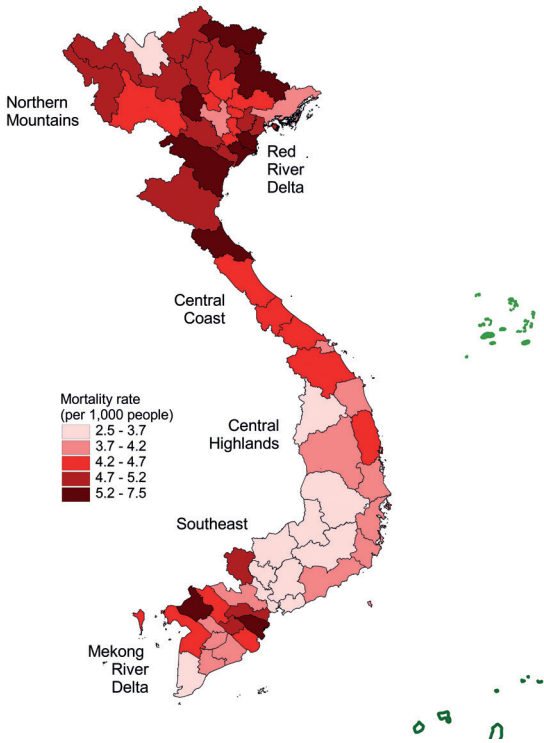 Northern
Mountains
Red
River
Delta
Central
Coast
Mortality rate
(per 1,000 people)
2.5 - 3.7
3.7 - 4.2
4.2 - 4.7
4.7 - 5.2
5.2 - 7.5
Central
Highlands
Southeast
Mekong
River
Delta